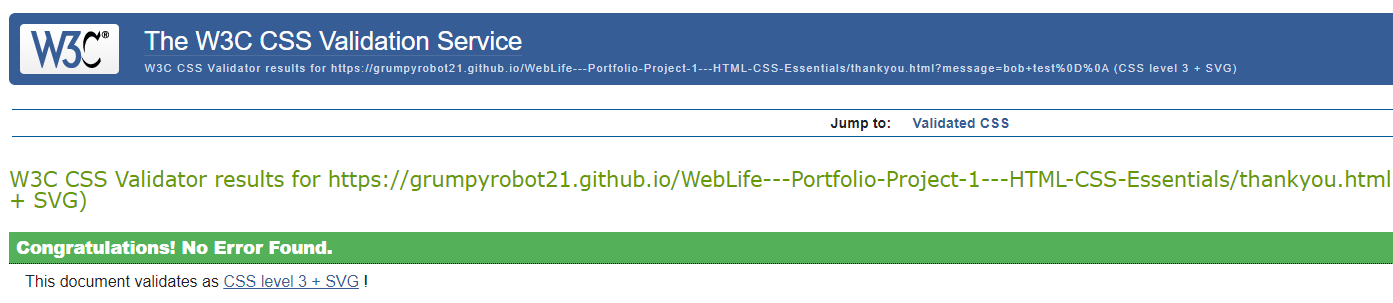 W3C® The W3C CSS Validation Service
W3C CSS Validator results for https://grumpyrobot21.github.io/WebLife---Portfolio-Project-1---HTML-CSS-Essentials/thankyou.html?message=bob+test%0D%0A (CSS level 3 + SVG)
Jump to: Validated CSS
W3C CSS Validator results for https://grumpyrobot21.github.io/WebLife---Portfolio-Project-1---HTML-CSS-Essentials/thankyou.html
+ SVG)
Congratulations! No Error Found.
This document validates as CSS level 3 + SVG !